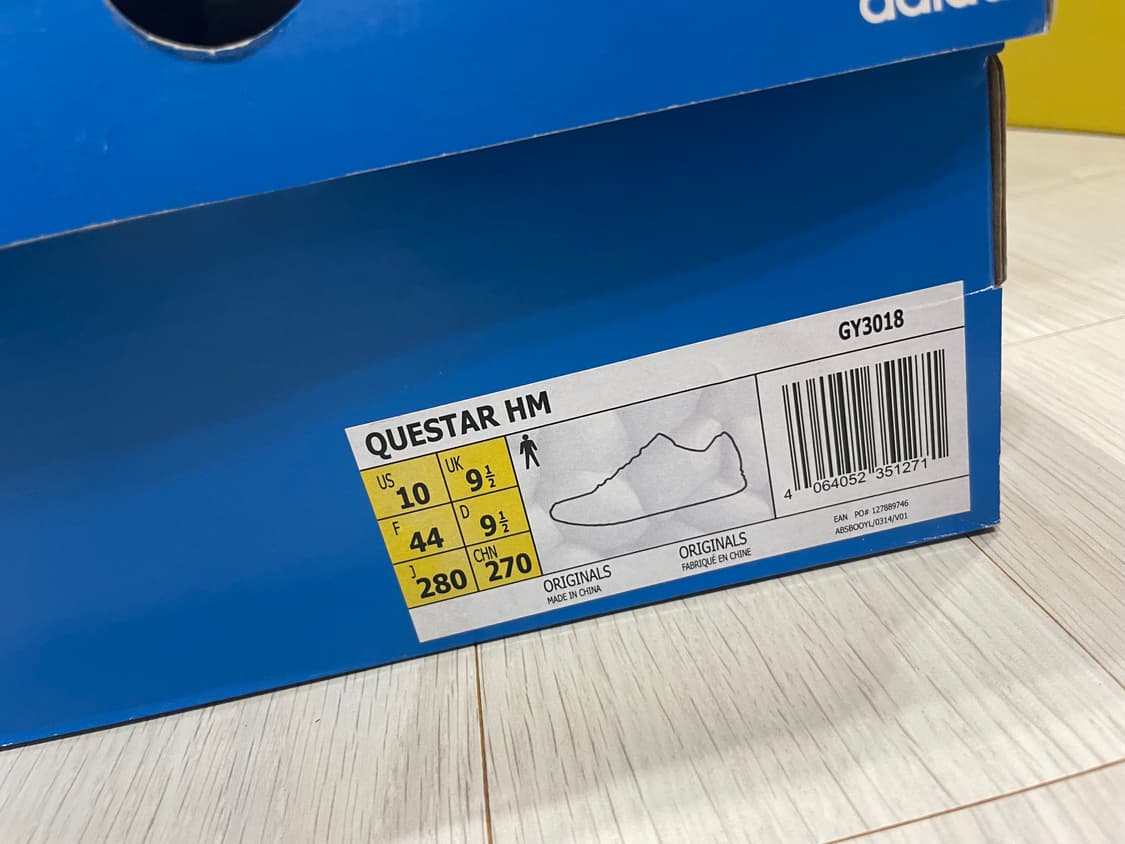 adidas
GY3018
QUESTAR HM
US 10 UK 9½
F 44 D 9½
J 280 CHN 270
4 064052 351271
ORIGINALS
MADE IN CHINA
ORIGINALS
FABRIQUÉ EN CHINE
EAN PO# 127889746
ABSBOOYL/0314/V01